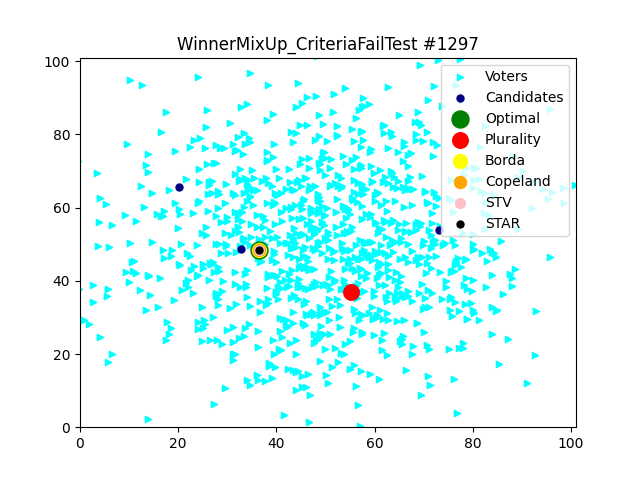 WinnerMixUp_CriteriaFailTest #1297
100
80
60
40
20
0
0 20 40 60 80 100
Voters
Candidates
Optimal
Plurality
Borda
Copeland
STV
STAR